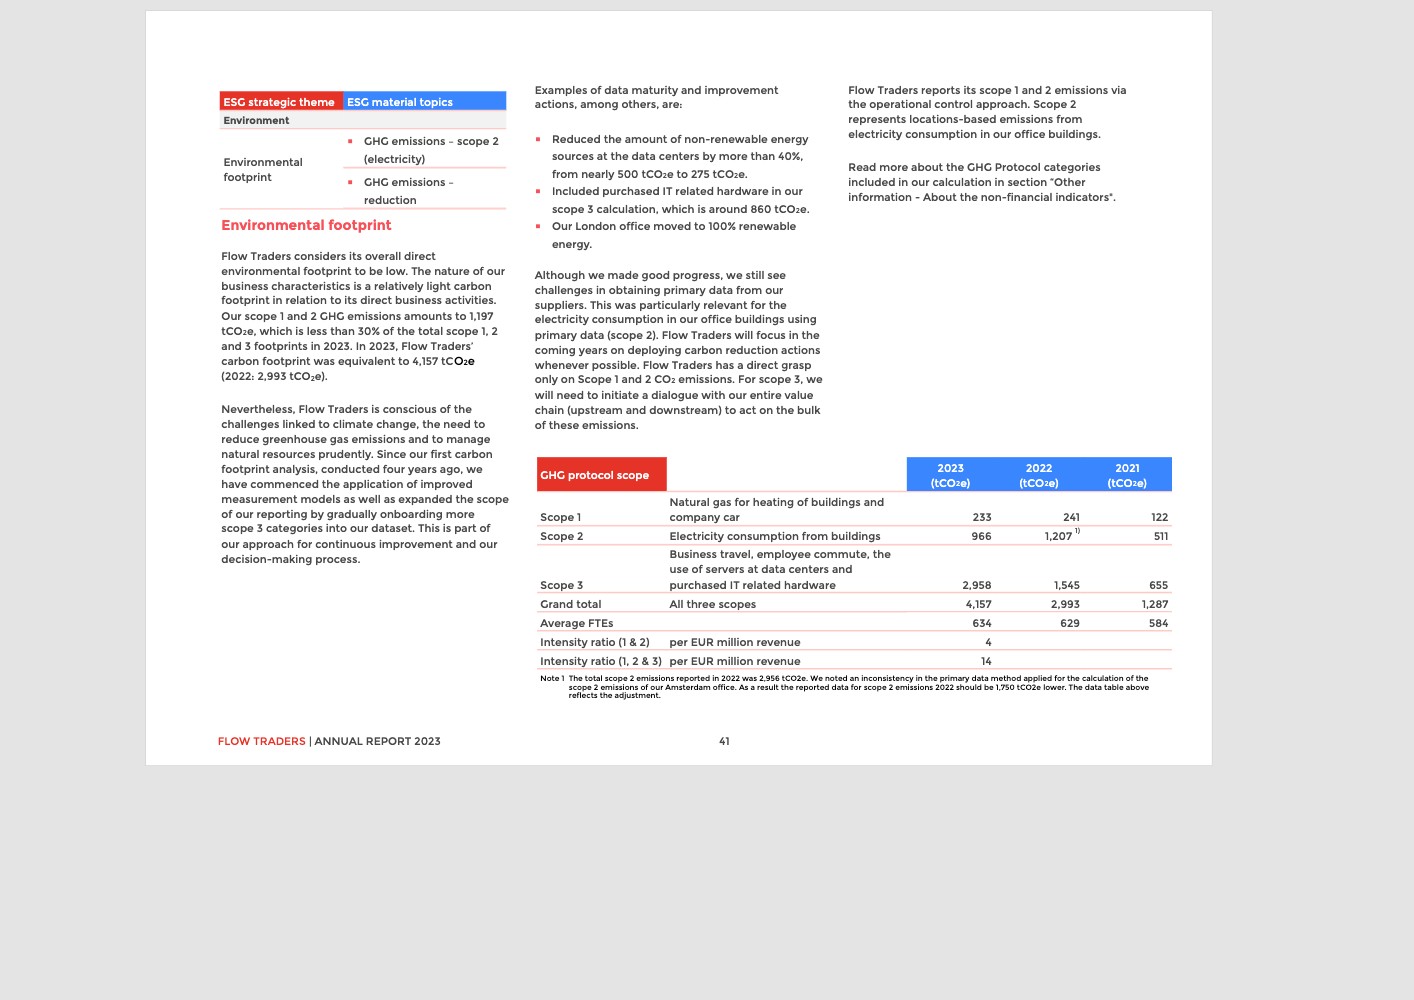 ESG strategic theme ESG material topics
Environment
Environmental
footprint
▪ GHG emissions – scope 2
(electricity)
▪ GHG emissions –
reduction
Environmental footprint
Flow Traders considers its overall direct
environmental footprint to be low. The nature of our
business characteristics is a relatively light carbon
footprint in relation to its direct business activities.
Our scope 1 and 2 GHG emissions amounts to 1,197
tCO₂e, which is less than 30% of the total scope 1, 2
and 3 footprints in 2023. In 2023, Flow Traders'
carbon footprint was equivalent to 4,157 tCO₂e
(2022: 2,993 tCO₂e).
Nevertheless, Flow Traders is conscious of the
challenges linked to climate change, the need to
reduce greenhouse gas emissions and to manage
natural resources prudently. Since our first carbon
footprint analysis, conducted four years ago, we
have commenced the application of improved
measurement models as well as expanded the scope
of our reporting by gradually onboarding more
scope 3 categories into our dataset. This is part of
our approach for continuous improvement and our
decision-making process.
Examples of data maturity and improvement
actions, among others, are:
▪ Reduced the amount of non-renewable energy
sources at the data centers by more than 40%,
from nearly 500 tCO₂e to 275 tCO₂e.
▪ Included purchased IT related hardware in our
scope 3 calculation, which is around 860 tCO₂e.
▪ Our London office moved to 100% renewable
energy.
Although we made good progress, we still see
challenges in obtaining primary data from our
suppliers. This was particularly relevant for the
electricity consumption in our office buildings using
primary data (scope 2). Flow Traders will focus in the
coming years on deploying carbon reduction actions
whenever possible. Flow Traders has a direct grasp
only on Scope 1 and 2 CO₂ emissions. For scope 3, we
will need to initiate a dialogue with our entire value
chain (upstream and downstream) to act on the bulk
of these emissions.
Flow Traders reports its scope 1 and 2 emissions via
the operational control approach. Scope 2
represents locations-based emissions from
electricity consumption in our office buildings.
Read more about the GHG Protocol categories
included in our calculation in section "Other
information - About the non-financial indicators".
GHG protocol scope 2023 2022 2021
(tCO₂e) (tCO₂e) (tCO₂e)
Natural gas for heating of buildings and
Scope 1 company car 233 241 122
Scope 2 Electricity consumption from buildings 966 1,207 ¹⁾ 511
Business travel, employee commute, the
use of servers at data centers and
Scope 3 purchased IT related hardware 2,958 1,545 655
Grand total All three scopes 4,157 2,993 1,287
Average FTEs 634 629 584
Intensity ratio (1 & 2) per EUR million revenue 4
Intensity ratio (1, 2 & 3) per EUR million revenue 14
Note 1 The total scope 2 emissions reported in 2022 was 2,956 tCO2e. We noted an inconsistency in the primary data method applied for the calculation of the
scope 2 emissions of our Amsterdam office. As a result the reported data for scope 2 emissions 2022 should be 1,750 tCO2e lower. The data table above
reflects the adjustment.
FLOW TRADERS | ANNUAL REPORT 2023 41